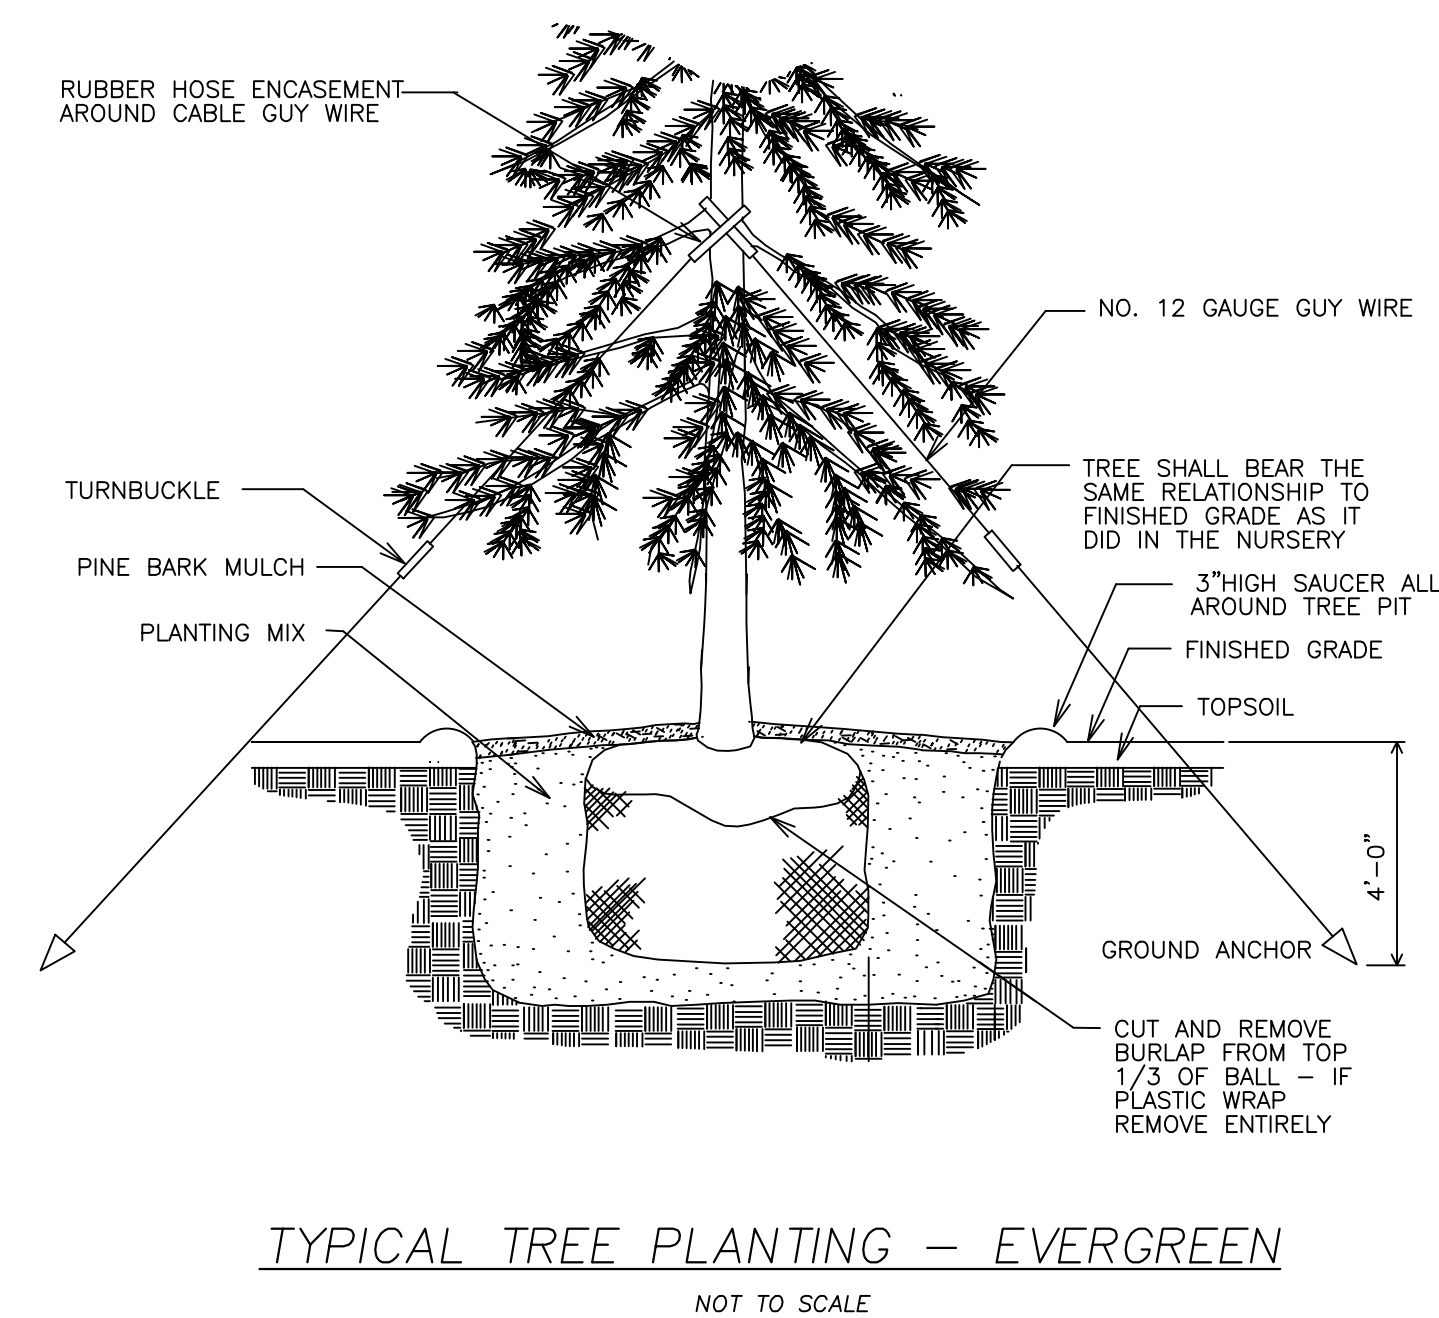 RUBBER HOSE ENCASEMENT
AROUND CABLE GUY WIRE
NO. 12 GAUGE GUY WIRE
TREE SHALL BEAR THE
SAME RELATIONSHIP TO
FINISHED GRADE AS IT
DID IN THE NURSERY
TURNBUCKLE
PINE BARK MULCH
3"HIGH SAUCER ALL
AROUND TREE PIT
PLANTING MIX
FINISHED GRADE
TOPSOIL
4'-0"
GROUND ANCHOR
CUT AND REMOVE
BURLAP FROM TOP
1/3 OF BALL – IF
PLASTIC WRAP
REMOVE ENTIRELY
TYPICAL TREE PLANTING – EVERGREEN
NOT TO SCALE